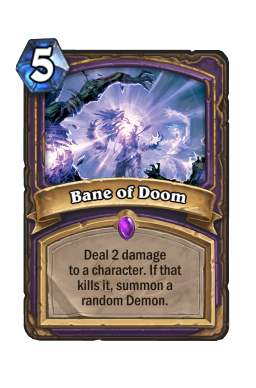 5
Bane of Doom
Deal 2 damage
to a character. If that
kills it, summon a
random Demon.